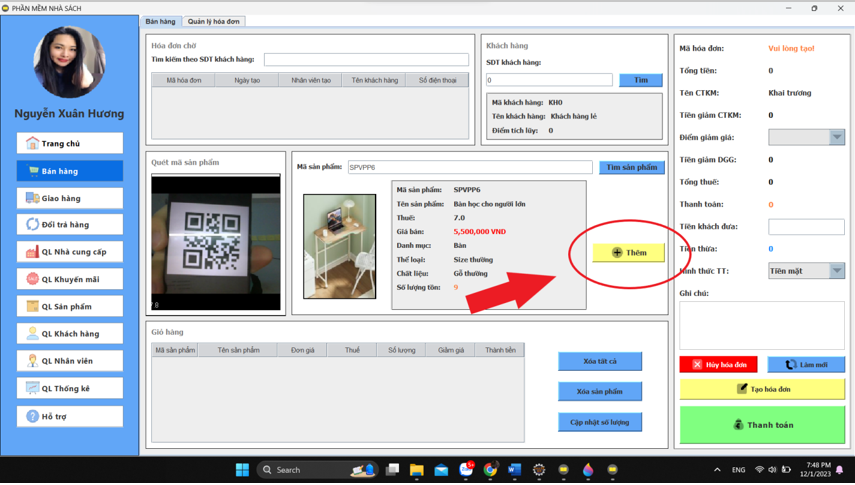 PHẦN MỀM NHÀ SÁCH
Bán hàng
Quản lý hóa đơn
Nguyễn Xuân Hương
Trang chủ
Bán hàng
Giao hàng
Đổi trả hàng
QL Nhà cung cấp
QL Khuyến mãi
QL Sản phẩm
QL Khách hàng
QL Nhân viên
QL Thống kê
Hỗ trợ
Hóa đơn chờ
Tìm kiếm theo SDT khách hàng:
Mã hóa đơn Ngày tạo Nhân viên tạo Tên khách hàng Số điện thoại
Khách hàng
SDT khách hàng:
0 Tìm
Mã khách hàng: KH0
Tên khách hàng: Khách hàng lẻ
Điểm tích lũy: 0
Quét mã sản phẩm
/ 8
Mã sản phẩm: SPVPP6 Tìm sản phẩm
Mã sản phẩm: SPVPP6
Tên sản phẩm: Bàn học cho người lớn
Thuế: 7.0
Giá bán: 5,500,000 VND
Danh mục: Bàn
Thể loại: Size thường
Chất liệu: Gỗ thường
Số lượng tồn: 9
Thêm
Giỏ hàng
Mã sản phẩm Tên sản phẩm Đơn giá Thuế Số lượng Giảm giá Thành tiền
Xóa tất cả
Xóa sản phẩm
Cập nhật số lượng
Mã hóa đơn: Vui lòng tạo!
Tổng tiền: 0
Tên CTKM: Khai trương
Tiền giảm CTKM: 0
Điểm giảm giá:
Tiền giảm DGG: 0
Tổng thuế: 0
Thanh toán: 0
Tiền khách đưa:
Tiền thừa: 0
Hình thức TT: Tiền mặt
Ghi chú:
Hủy hóa đơn Làm mới
Tạo hóa đơn
Thanh toán
Search
ENG
7:48 PM
12/1/2023